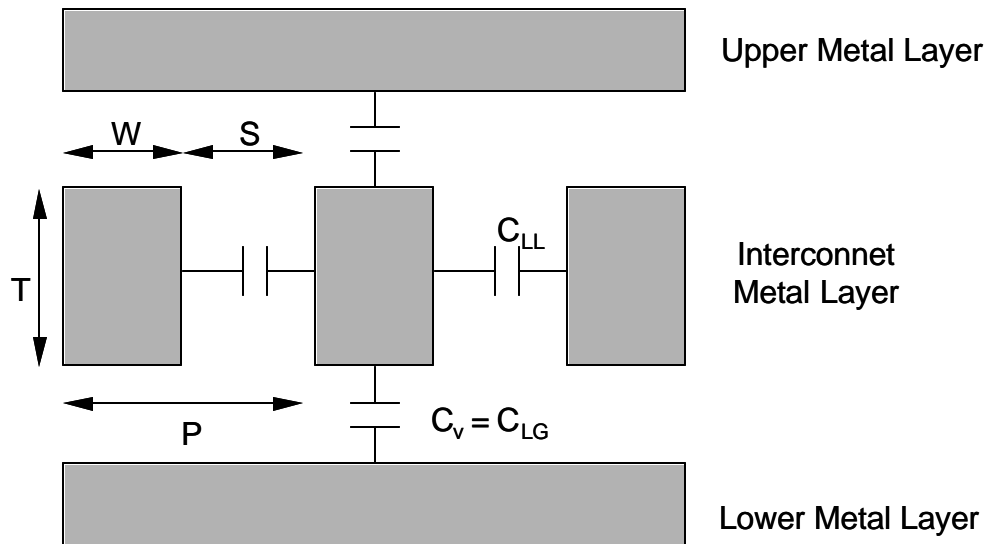 Upper Metal Layer
W
S
C_LL
T
Interconnet
Metal Layer
P
C_v = C_LG
Lower Metal Layer